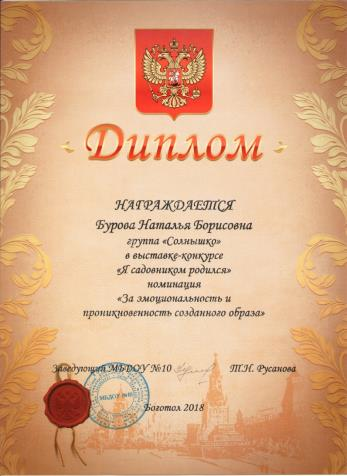 Диплом
НАГРАЖДАЕТСЯ
Бурова Наталья Борисовна
группа «Солнышко»
в выставке-конкурсе
«Я садовником родился»
номинация
«За эмоциональность и
проникновенность созданного образа»
Заведующий МБДОУ №10 Т.Н. Русанова
Боготол 2018